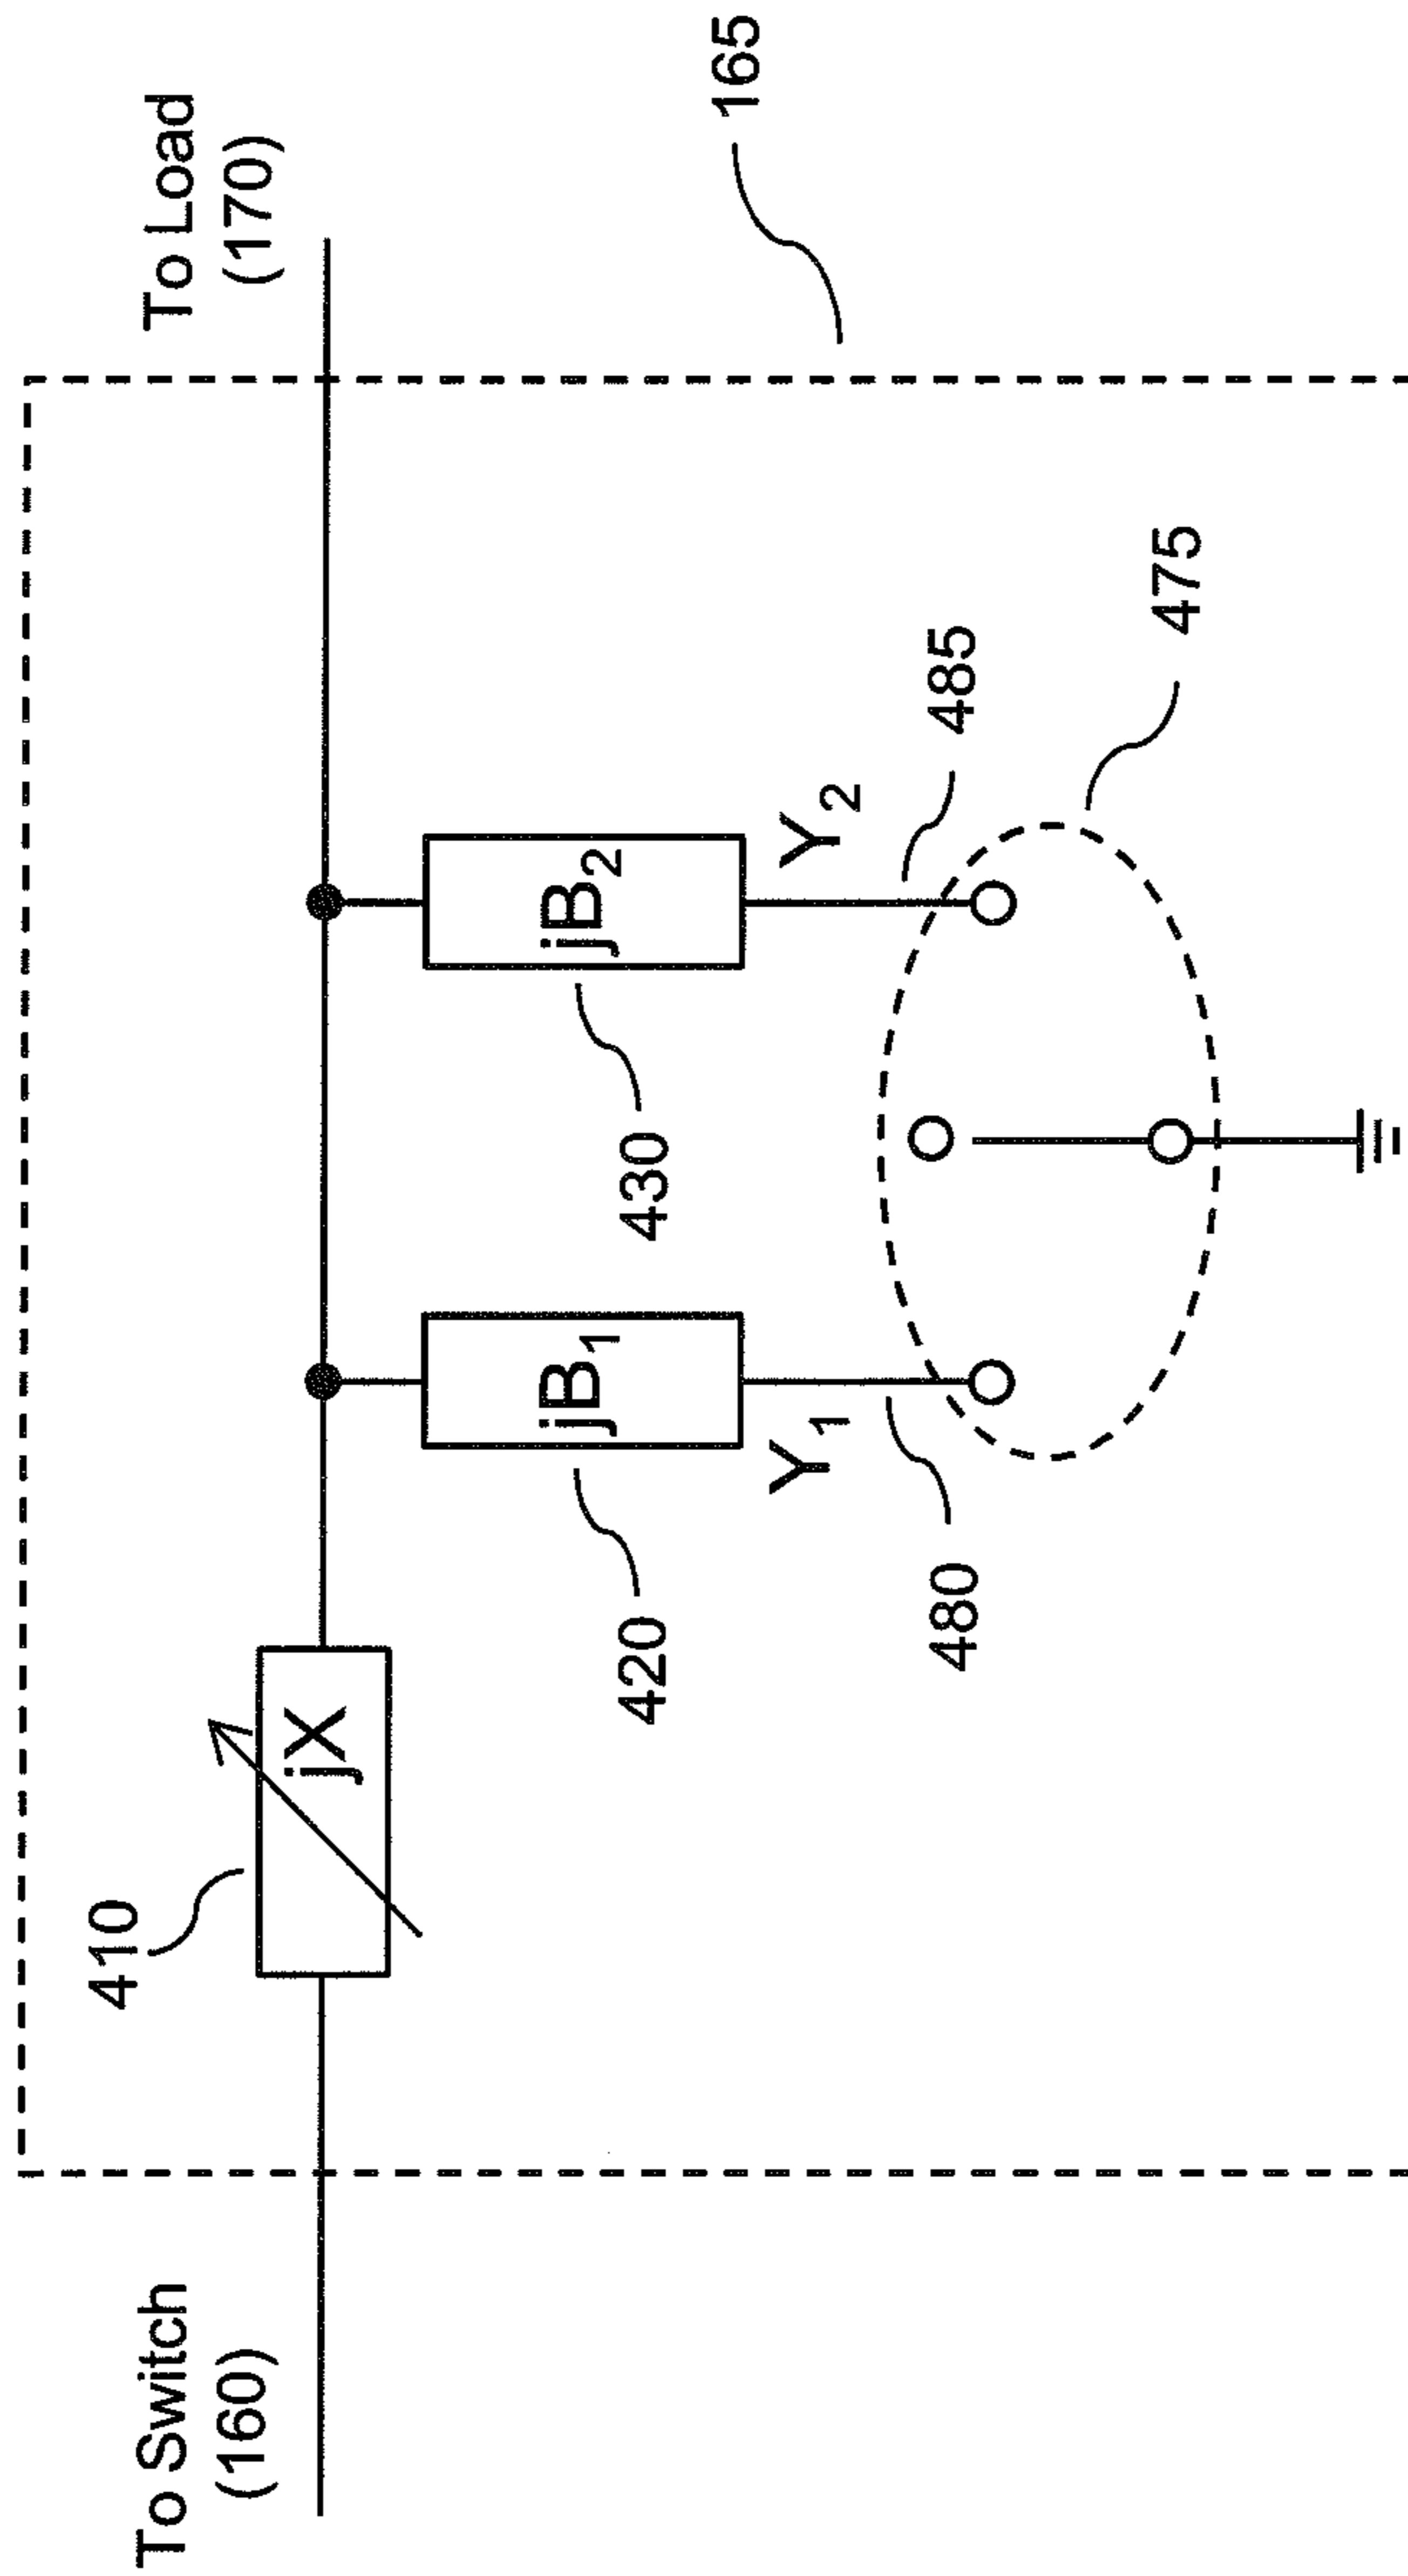 To Switch
(160)
To Load
(170)
165
410
jX
jB1
jB2
420
430
Y1
Y2
480
485
475